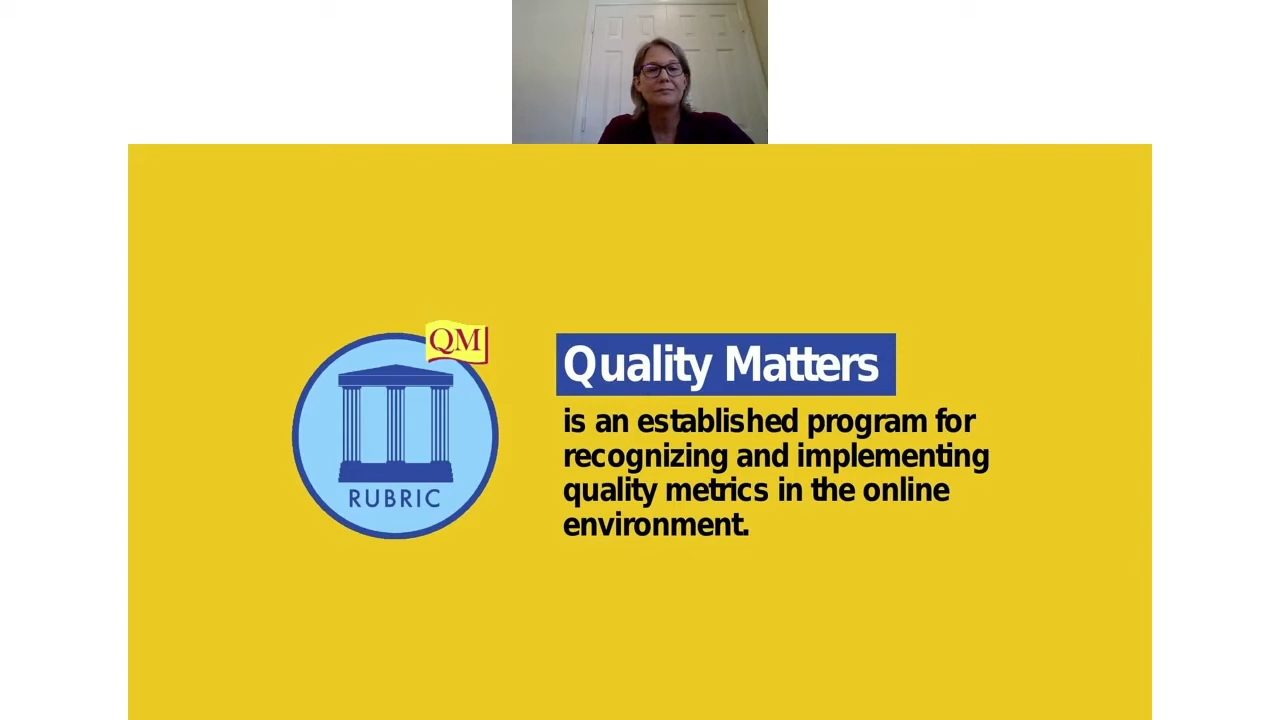 QM
RUBRIC
Quality Matters
is an established program for
recognizing and implementing
quality metrics in the online
environment.